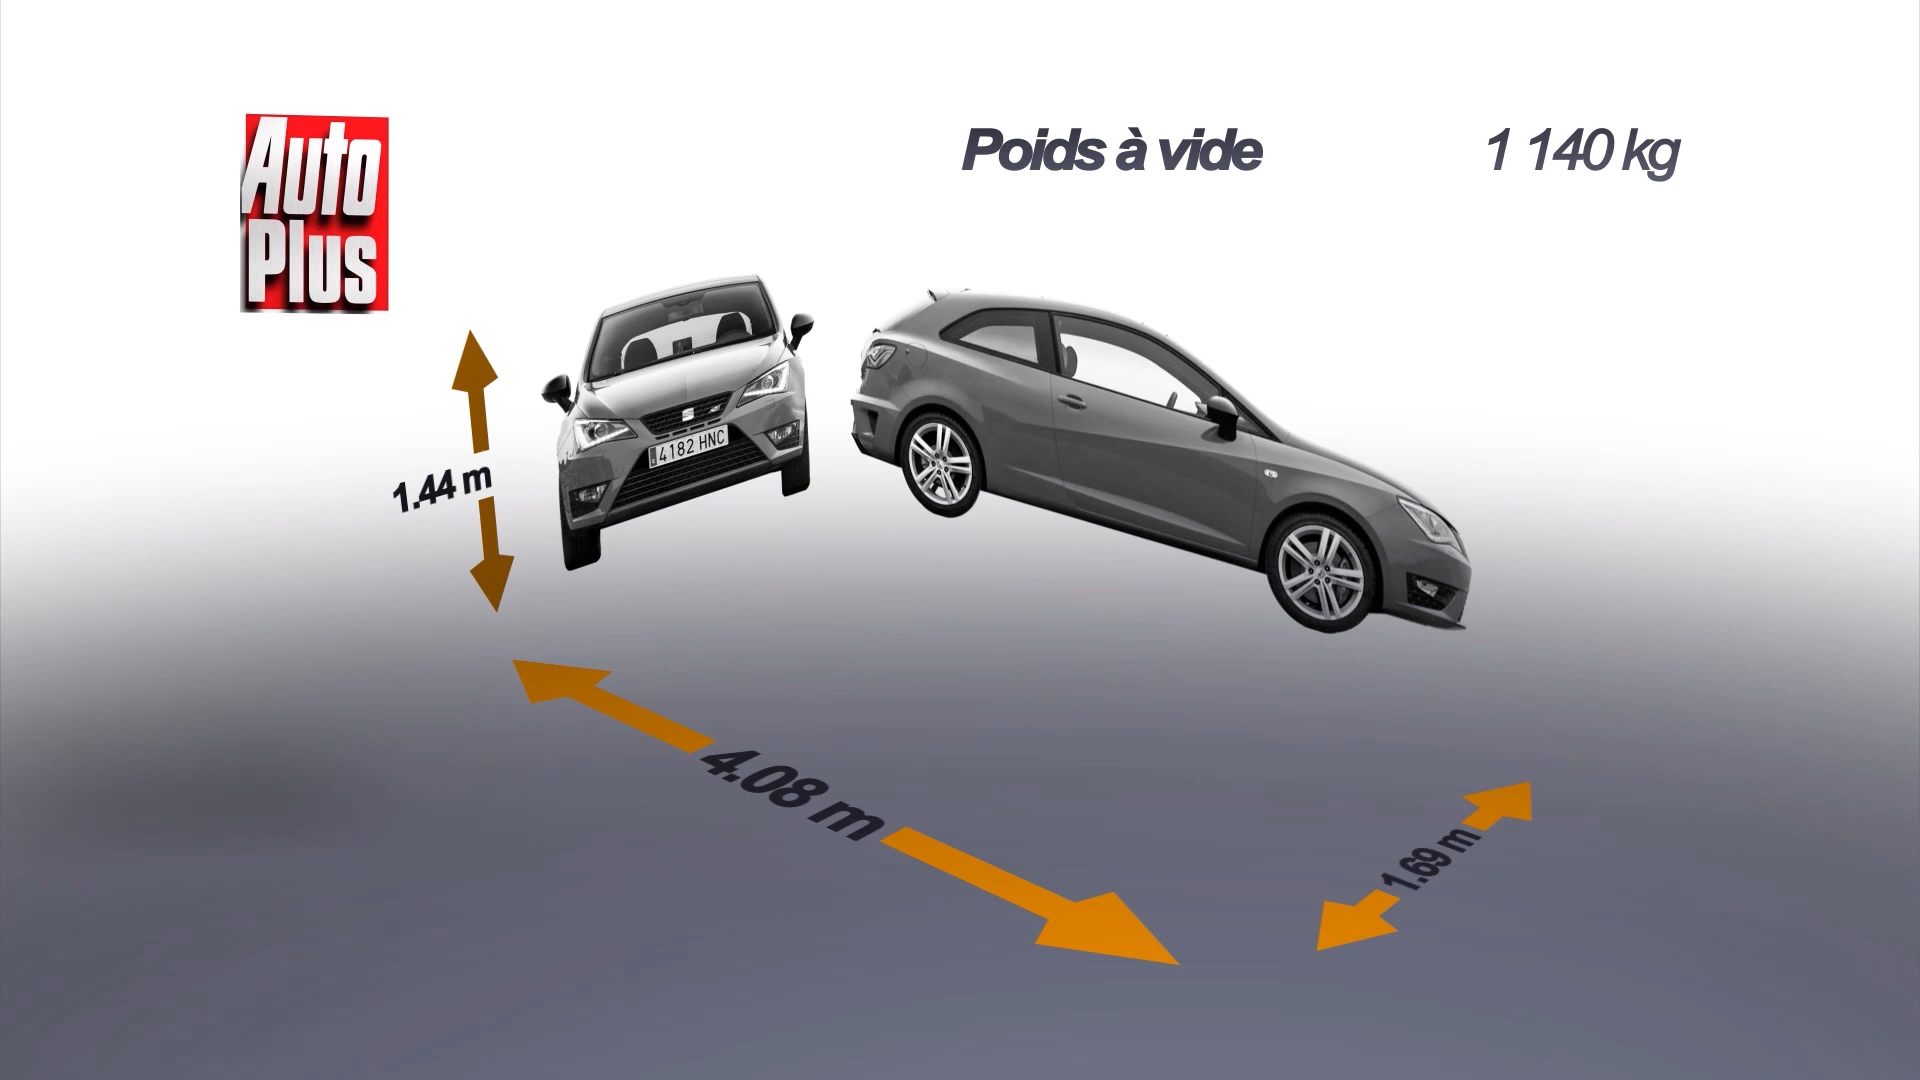 Auto
Plus
Poids à vide 1 140 kg
4182 HNC
1.44 m
4.08 m
1.69 m